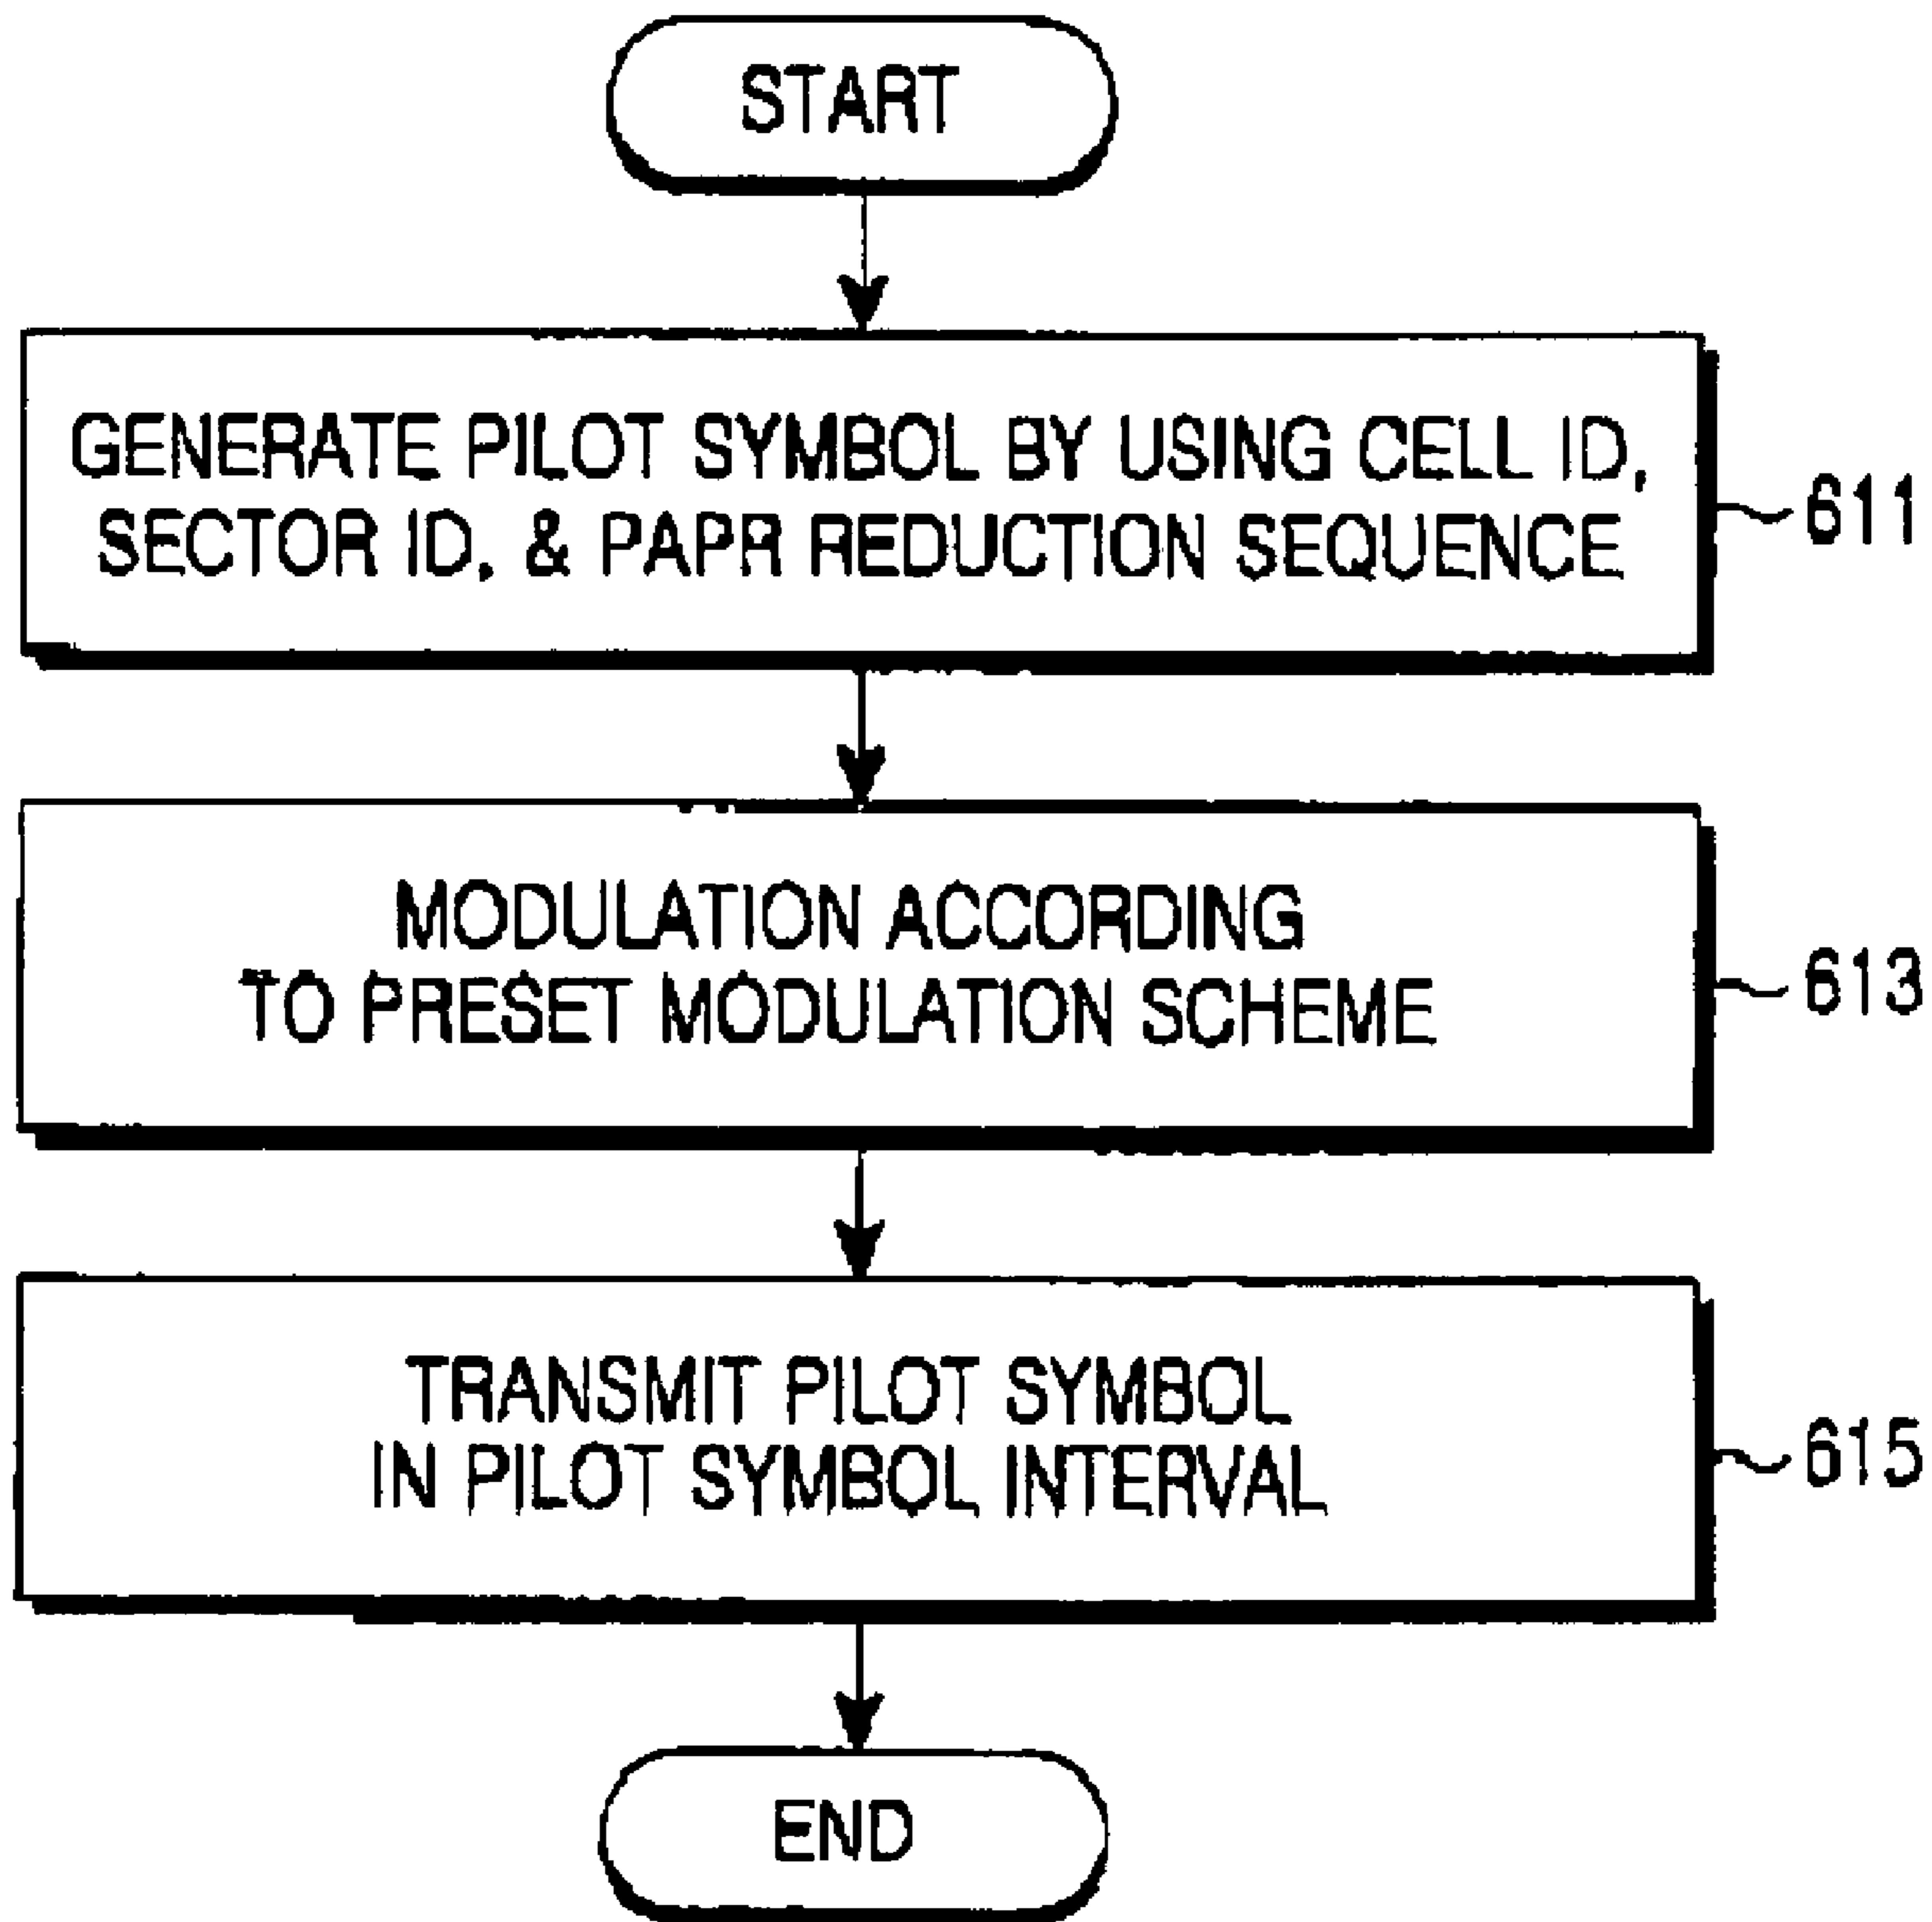 START
GENERATE PILOT SYMBOL BY USING CELL ID,
SECTOR ID, & PAPR REDUCTION SEQUENCE
611
MODULATION ACCORDING
TO PRESET MODULATION SCHEME
613
TRANSMIT PILOT SYMBOL
IN PILOT SYMBOL INTERVAL
615
END